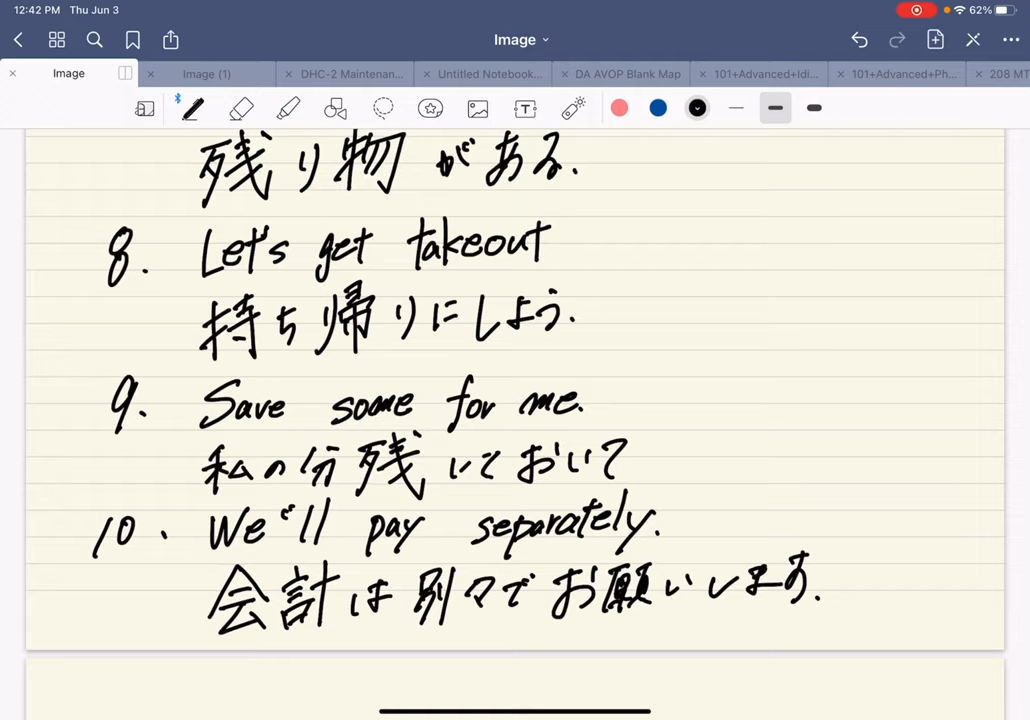 12:42 PM Thu Jun 3
62%
Image
Image
Image (1)
DHC-2 Maintenan...
Untitled Notebook...
DA AVOP Blank Map
101+Advanced+Idi...
101+Advanced+Ph...
208 MT
残り物がある.
8. Let's get takeout
持ち帰りにしよう.
9. Save some for me.
私の分残いておいて
10. We'll pay separately.
会計は別々でお願いします.